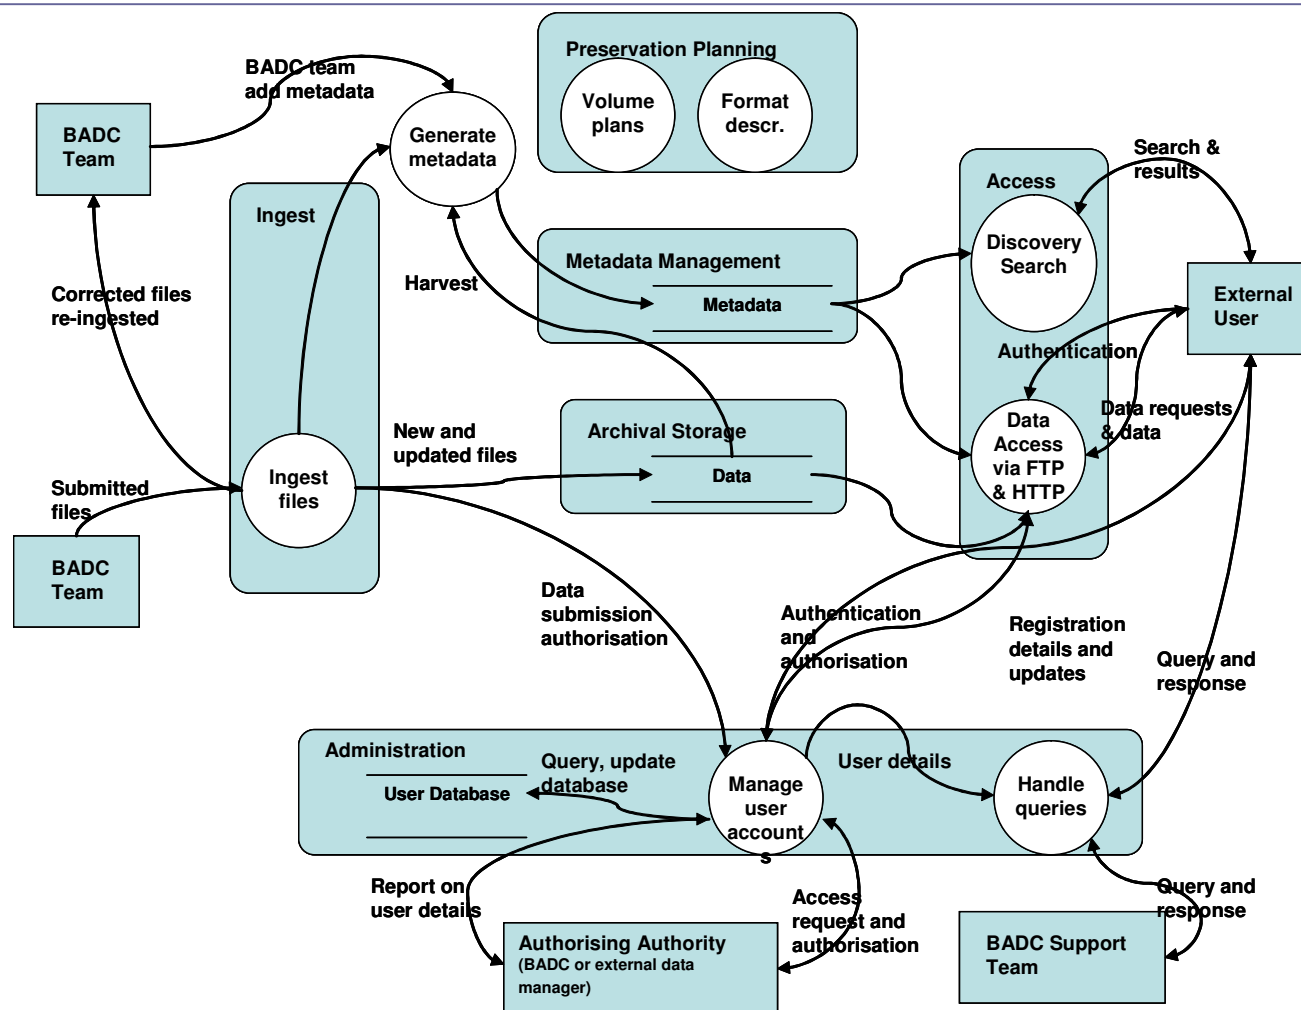 Preservation Planning
Volume
plans
Format
descr.
BADC team
add metadata
BADC
Team
Generate
metadata
Search &
results
Access
Ingest
Discovery
Search
Metadata Management
Harvest
Metadata
Corrected files
re-ingested
External
User
Authentication
Data requests
& data
Data
Access
via FTP
& HTTP
New and
updated files
Archival Storage
Data
Ingest
files
Submitted
files
BADC
Team
Data
submission
authorisation
Authentication
and
authorisation
Registration
details and
updates
Query and
response
Administration
Query, update
database
User Database
Manage
user
account
s
User details
Handle
queries
Report on
user details
Access
request and
authorisation
Query and
response
Authorising Authority
(BADC or external data
manager)
BADC Support
Team